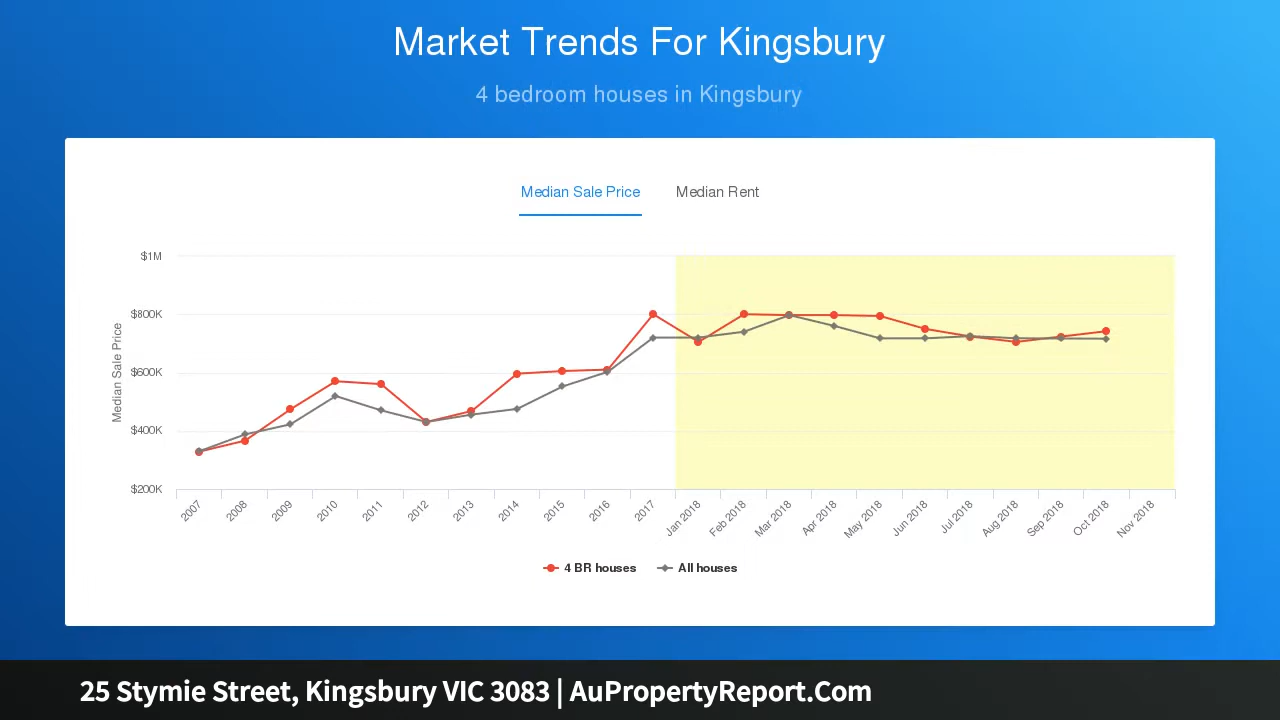 Market Trends For Kingsbury
4 bedroom houses in Kingsbury
Median Sale Price Median Rent
Median Sale Price
$1M
$800K
$600K
$400K
$200K
2007 2008 2009 2010 2011 2012 2013 2014 2015 2016 2017 Jan 2018 Feb 2018 Mar 2018 Apr 2018 May 2018 Jun 2018 Jul 2018 Aug 2018 Sep 2018 Oct 2018 Nov 2018
4 BR houses All houses
25 Stymie Street, Kingsbury VIC 3083 | AuPropertyReport.Com